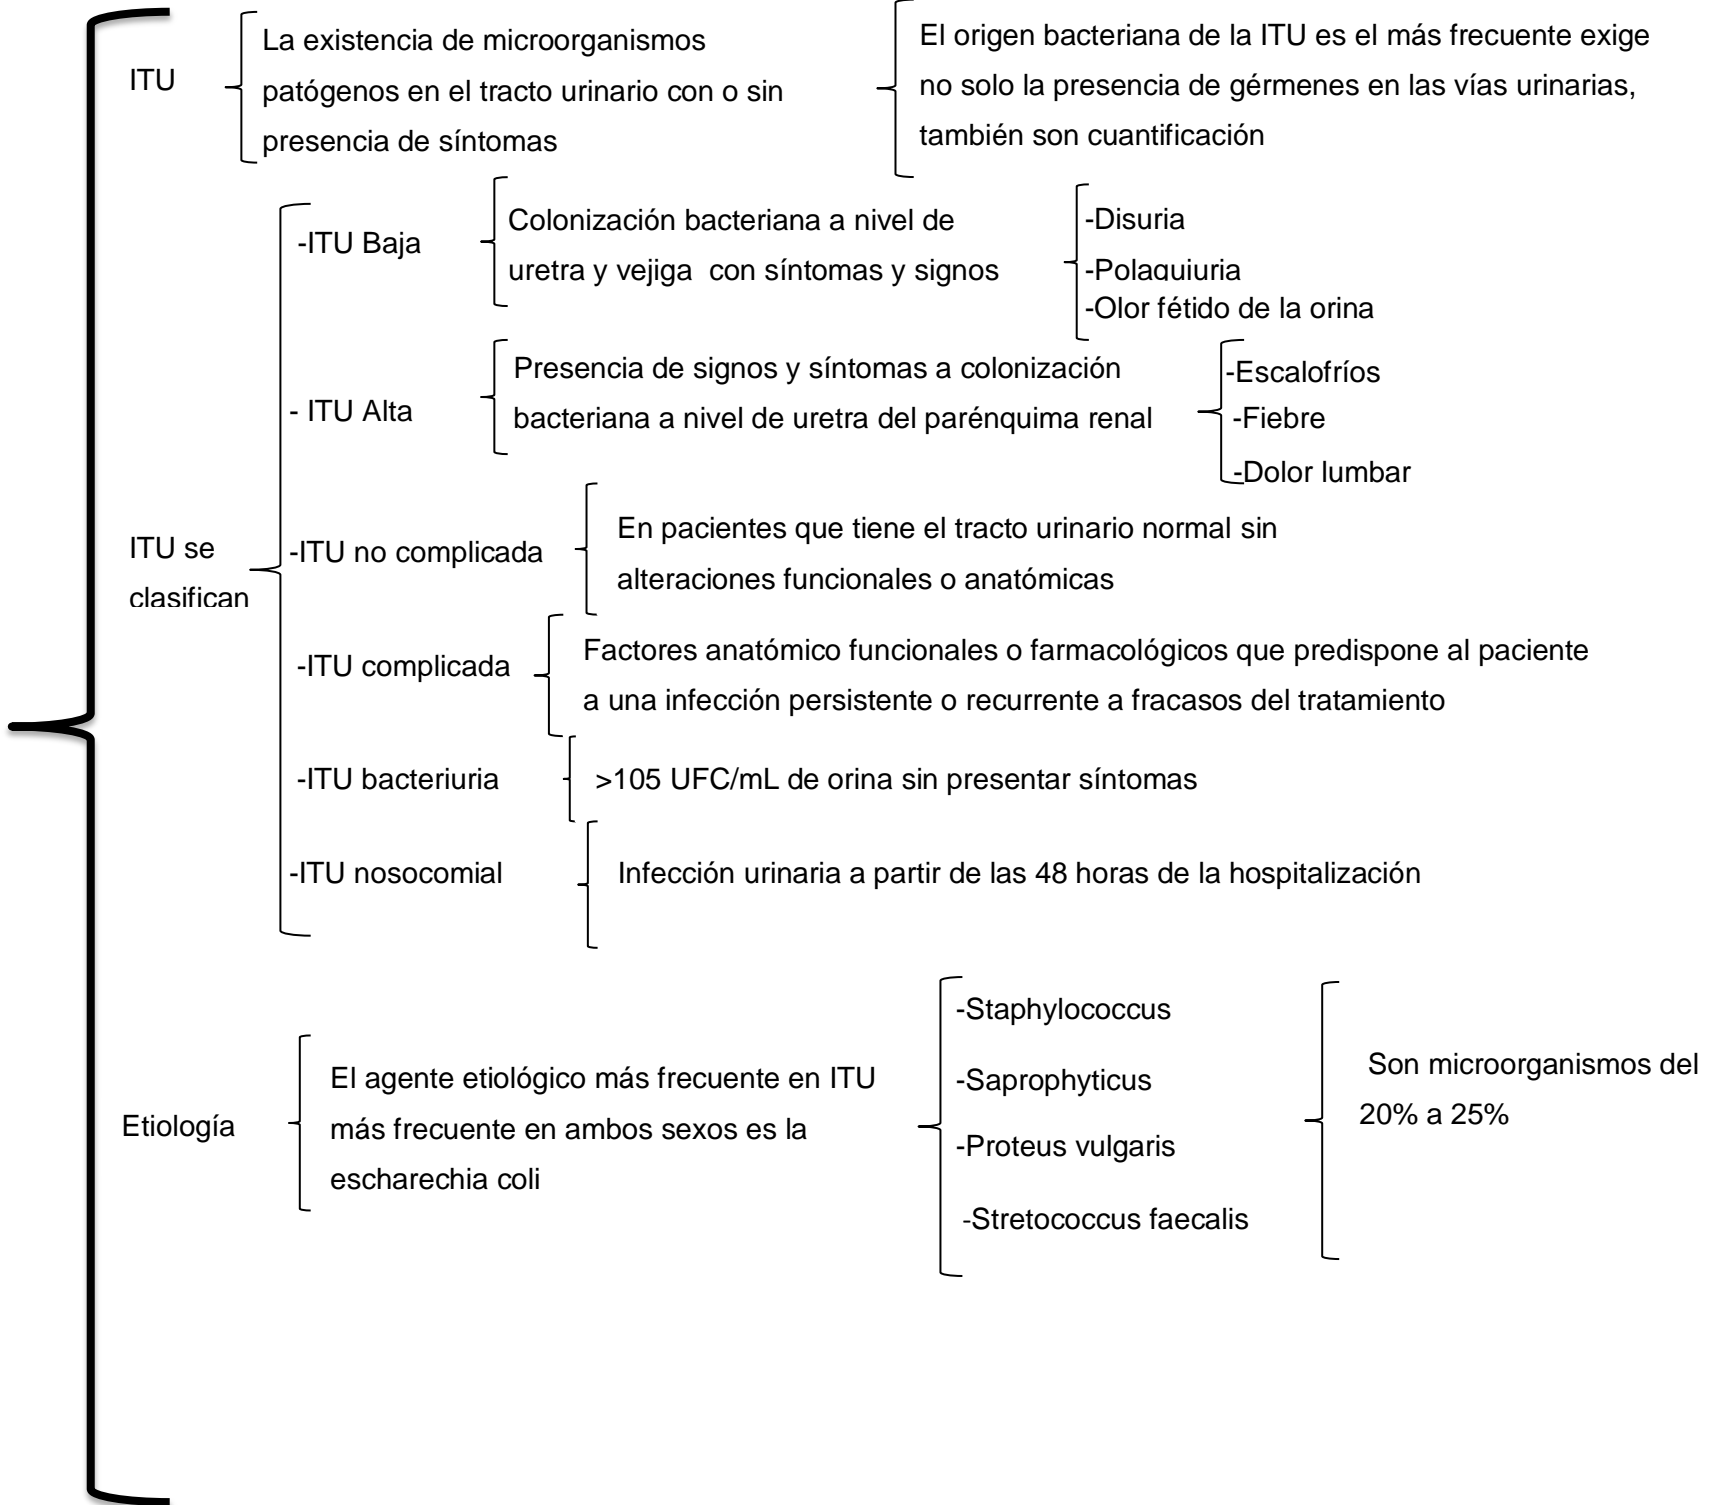 ITU
La existencia de microorganismos
patógenos en el tracto urinario con o sin
presencia de síntomas
El origen bacteriana de la ITU es el más frecuente exige
no solo la presencia de gérmenes en las vías urinarias,
también son cuantificación
ITU se
clasifican
-ITU Baja
Colonización bacteriana a nivel de
uretra y vejiga con síntomas y signos
-Disuria
-Polaquiuria
-Olor fétido de la orina
- ITU Alta
Presencia de signos y síntomas a colonización
bacteriana a nivel de uretra del parénquima renal
-Escalofríos
-Fiebre
-Dolor lumbar
-ITU no complicada
En pacientes que tiene el tracto urinario normal sin
alteraciones funcionales o anatómicas
-ITU complicada
Factores anatómico funcionales o farmacológicos que predispone al paciente
a una infección persistente o recurrente a fracasos del tratamiento
-ITU bacteriuria
>105 UFC/mL de orina sin presentar síntomas
-ITU nosocomial
Infección urinaria a partir de las 48 horas de la hospitalización
Etiología
El agente etiológico más frecuente en ITU
más frecuente en ambos sexos es la
escharechia coli
-Staphylococcus
-Saprophyticus
-Proteus vulgaris
-Stretococcus faecalis
Son microorganismos del
20% a 25%